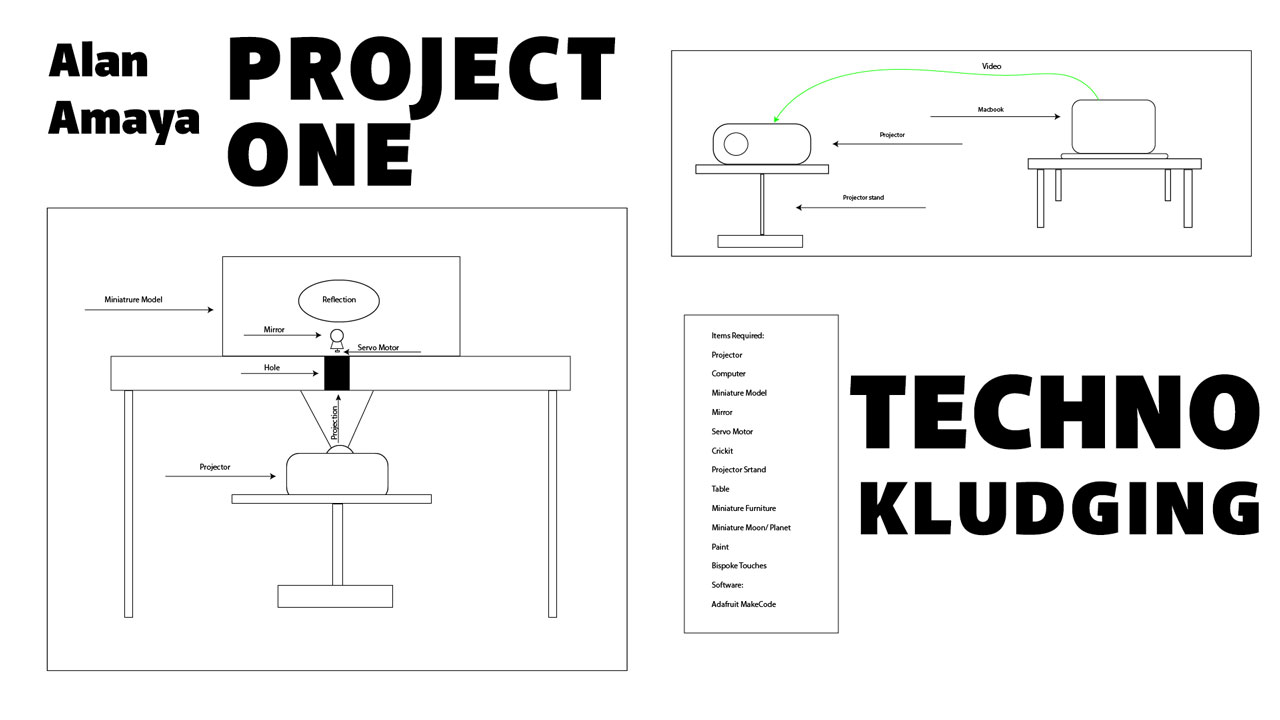 Alan
Amaya
PROJECT
ONE
Video
Macbook
Projector
Projector stand
Miniatrure Model
Reflection
Mirror
Servo Motor
Hole
Projection
Projector
Items Required:
Projector
Computer
Miniature Model
Mirror
Servo Motor
Crickit
Projector Srtand
Table
Miniature Furniture
Miniature Moon/ Planet
Paint
Bispoke Touches
Software:
Adafruit MakeCode
TECHNO
KLUDGING